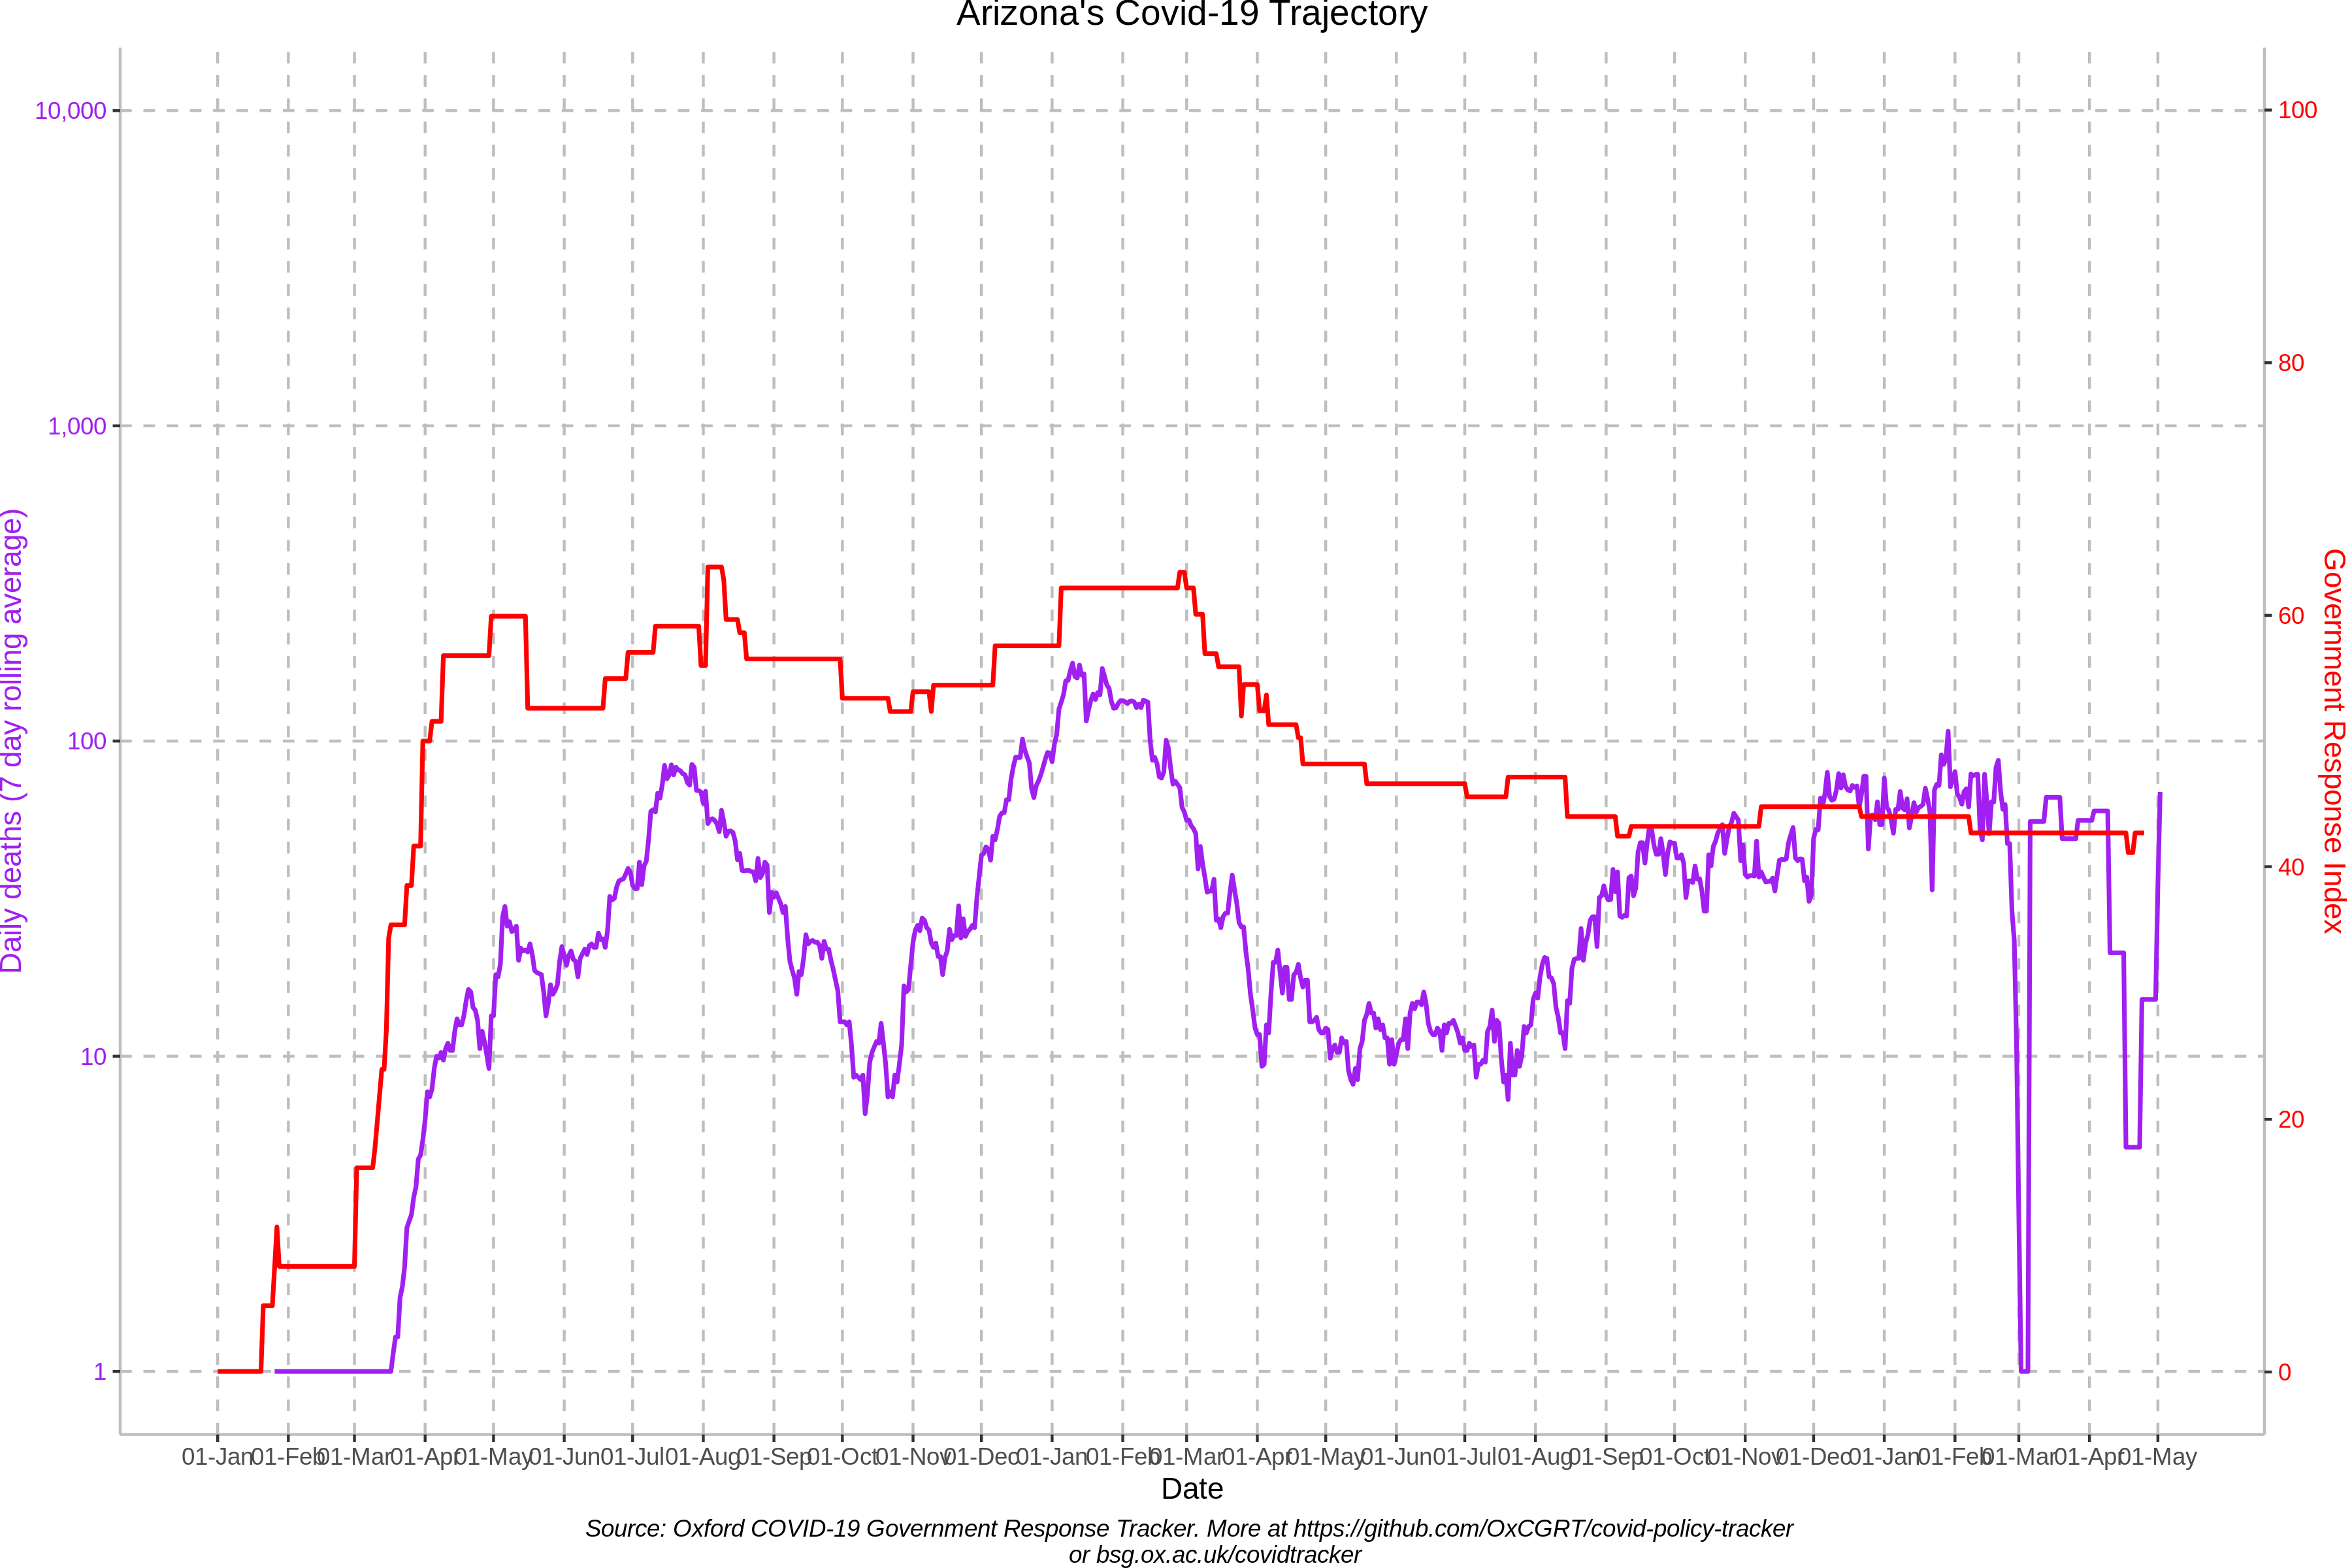 Arizona's Covid-19 Trajectory
10,000
1,000
100
10
1
Daily deaths (7 day rolling average)
100
80
60
40
20
0
Government Response Index
01-Jan 01-Feb 01-Mar 01-Apr 01-May 01-Jun 01-Jul 01-Aug 01-Sep 01-Oct 01-Nov 01-Dec 01-Jan 01-Feb 01-Mar 01-Apr 01-May 01-Jun 01-Jul 01-Aug 01-Sep 01-Oct 01-Nov 01-Dec 01-Jan 01-Feb 01-Mar 01-Apr 01-May
Date
Source: Oxford COVID-19 Government Response Tracker. More at https://github.com/OxCGRT/covid-policy-tracker
or bsg.ox.ac.uk/covidtracker